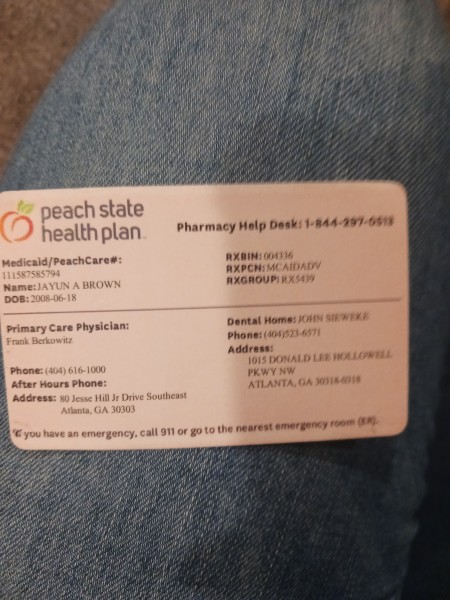 peach state
health plan
Pharmacy Help Desk: 1-844-297-0513
Medicaid/PeachCare#:
111587585794
Name: JAYUN A BROWN
DOB: 2008-06-18
RXBIN: 004336
RXPCN: MCAIDADV
RXGROUP: RX5439
Primary Care Physician:
Frank Berkowitz
Phone: (404) 616-1000
After Hours Phone:
Address: 80 Jesse Hill Jr Drive Southeast
Atlanta, GA 30303
Dental Home: JOHN SIEWEKE
Phone: (404)523-6571
Address:
1015 DONALD LEE HOLLOWELL
PKWY NW
ATLANTA, GA 30318-0318
If you have an emergency, call 911 or go to the nearest emergency room (ER).